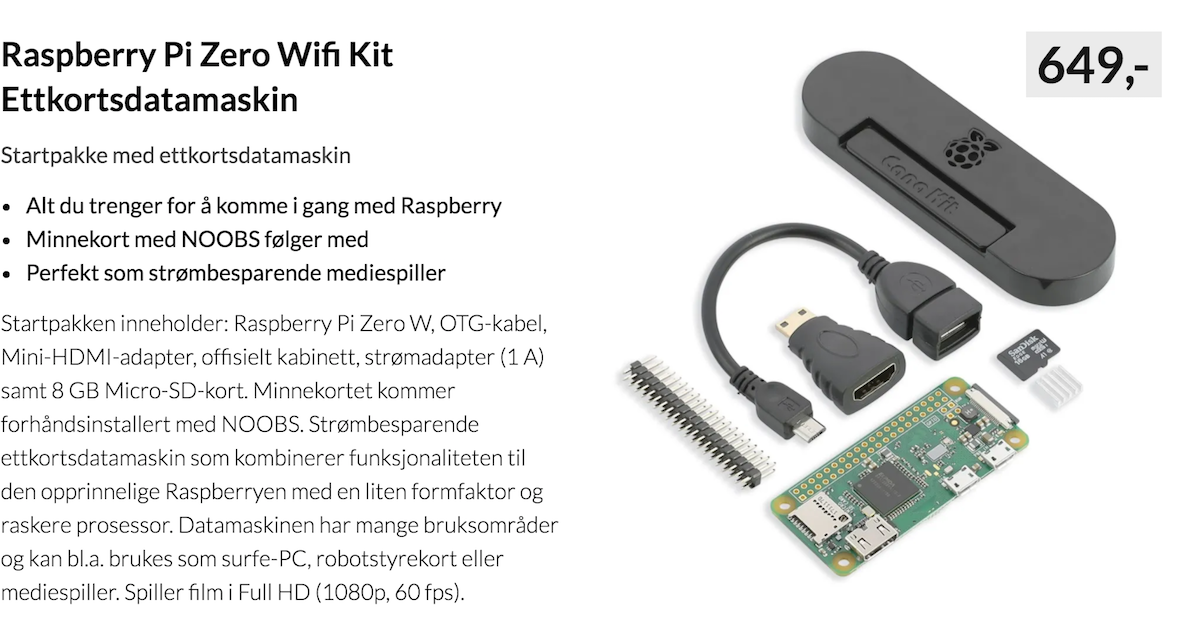 Raspberry Pi Zero Wifi Kit
Ettkortsdatamaskin
649,-
Startpakke med ettkortsdatamaskin
• Alt du trenger for å komme i gang med Raspberry
• Minnekort med NOOBS følger med
• Perfekt som strømbesparende mediespiller
Startpakken inneholder: Raspberry Pi Zero W, OTG-kabel,
Mini-HDMI-adapter, offisielt kabinett, strømadapter (1 A)
samt 8 GB Micro-SD-kort. Minnekortet kommer
forhåndsinstallert med NOOBS. Strømbesparende
ettkortsdatamaskin som kombinerer funksjonaliteten til
den opprinnelige Raspberryen med en liten formfaktor og
raskere prosessor. Datamaskinen har mange bruksområder
og kan bl.a. brukes som surfe-PC, robotstyrekort eller
mediespiller. Spiller film i Full HD (1080p, 60 fps).
Cana Kit
SanDisk
16GB